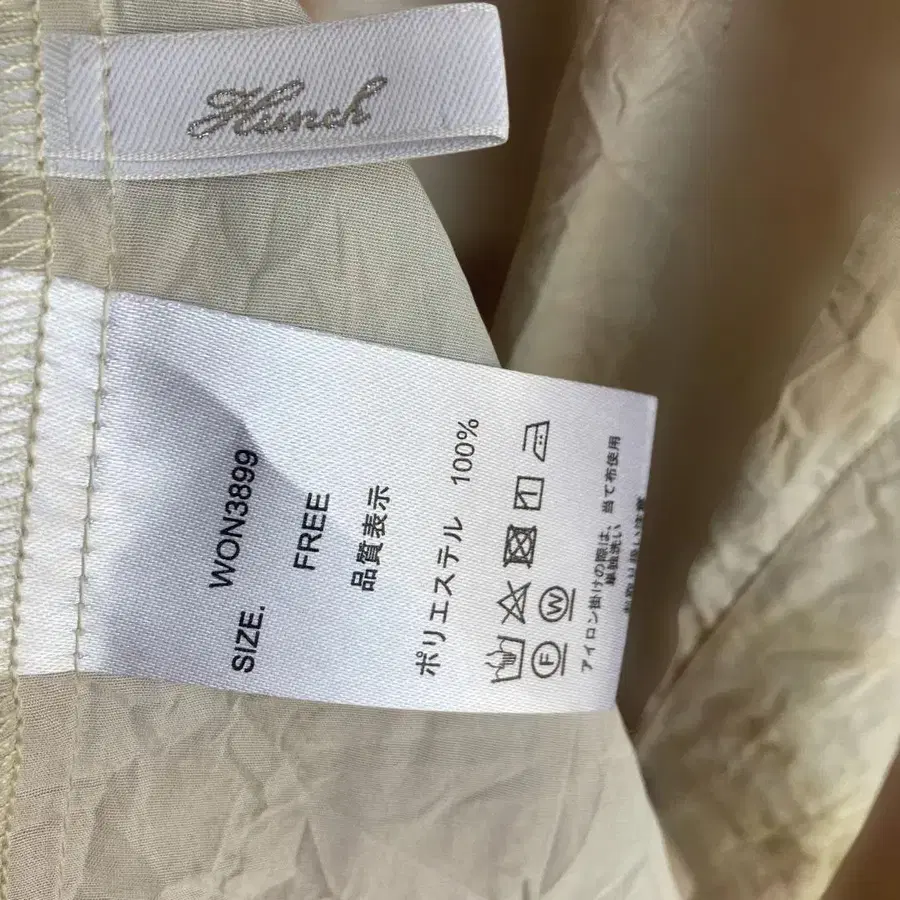 Hunch
WON3899
SIZE. FREE
品質表示
ポリエステル 100%
F W
アイロン掛けの際は、当て布使用
単独洗い